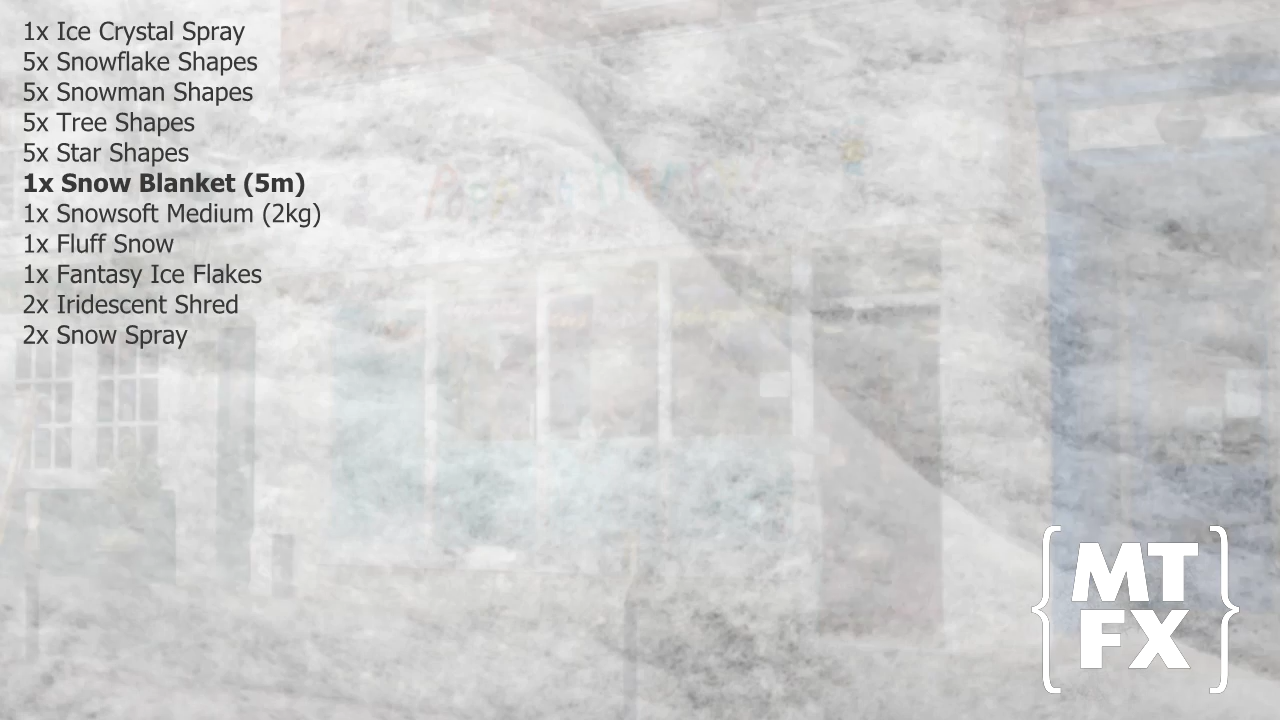 1x Ice Crystal Spray
5x Snowflake Shapes
5x Snowman Shapes
5x Tree Shapes
5x Star Shapes
1x Snow Blanket (5m)
1x Snowsoft Medium (2kg)
1x Fluff Snow
1x Fantasy Ice Flakes
2x Iridescent Shred
2x Snow Spray
{MT
FX}